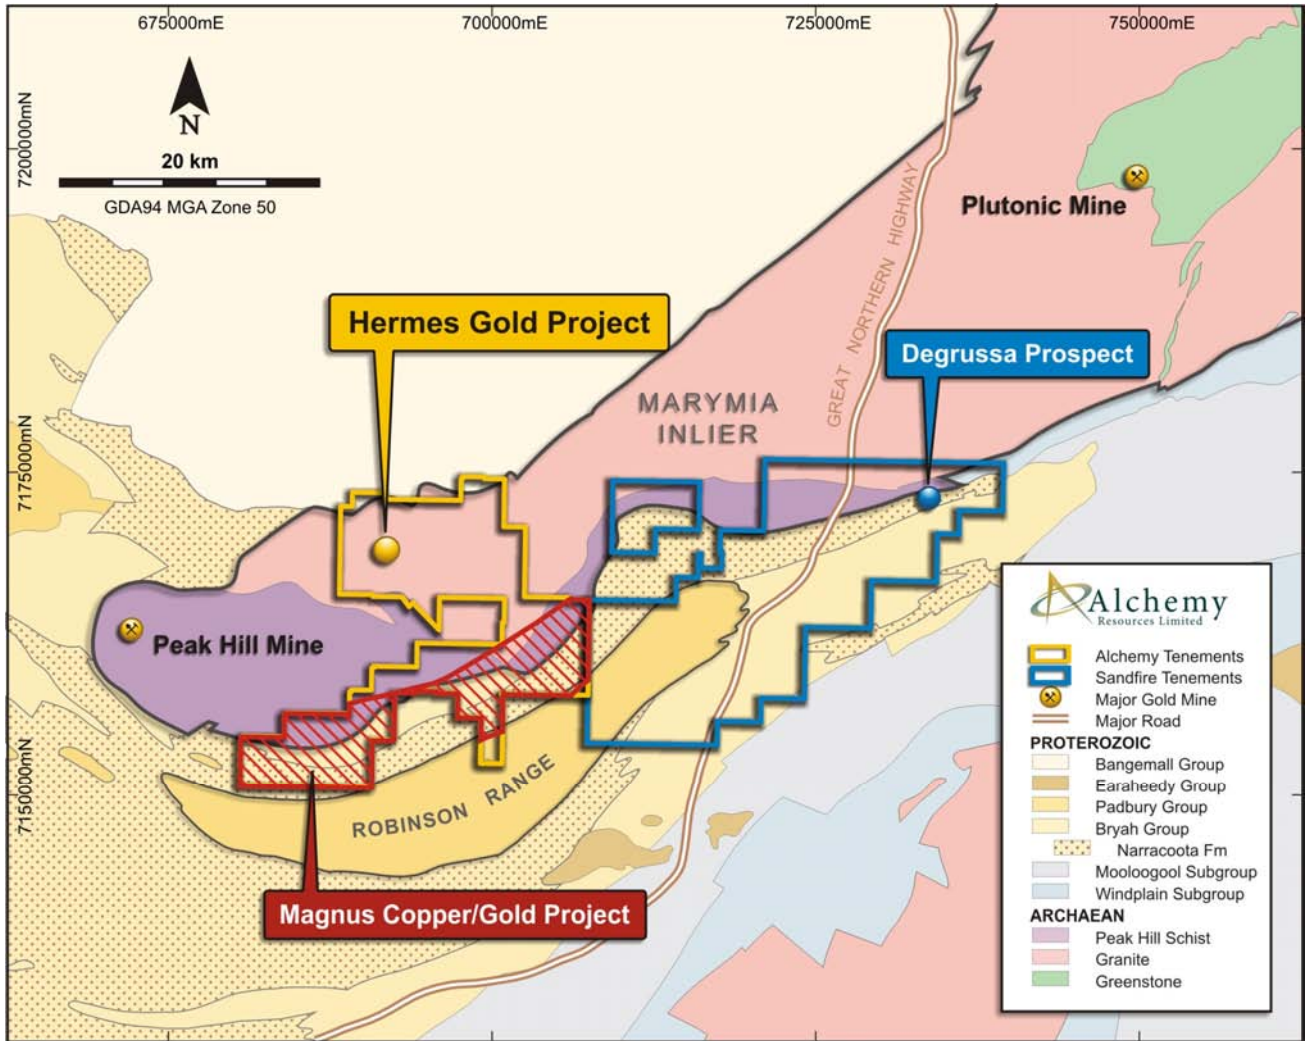 675000mE
700000mE
725000mE
750000mE
7200000mN
7175000mN
7150000mN
N
20 km
GDA94 MGA Zone 50
Plutonic Mine
Hermes Gold Project
Degrussa Prospect
GREAT NORTHERN HIGHWAY
MARYMIA
INLIER
Peak Hill Mine
ROBINSON RANGE
Magnus Copper/Gold Project
Alchemy
Resources Limited
Alchemy Tenements
Sandfire Tenements
Major Gold Mine
Major Road
PROTEROZOIC
Bangemall Group
Earaheedy Group
Padbury Group
Bryah Group
Narracoota Fm
Mooloogool Subgroup
Windplain Subgroup
ARCHAEAN
Peak Hill Schist
Granite
Greenstone